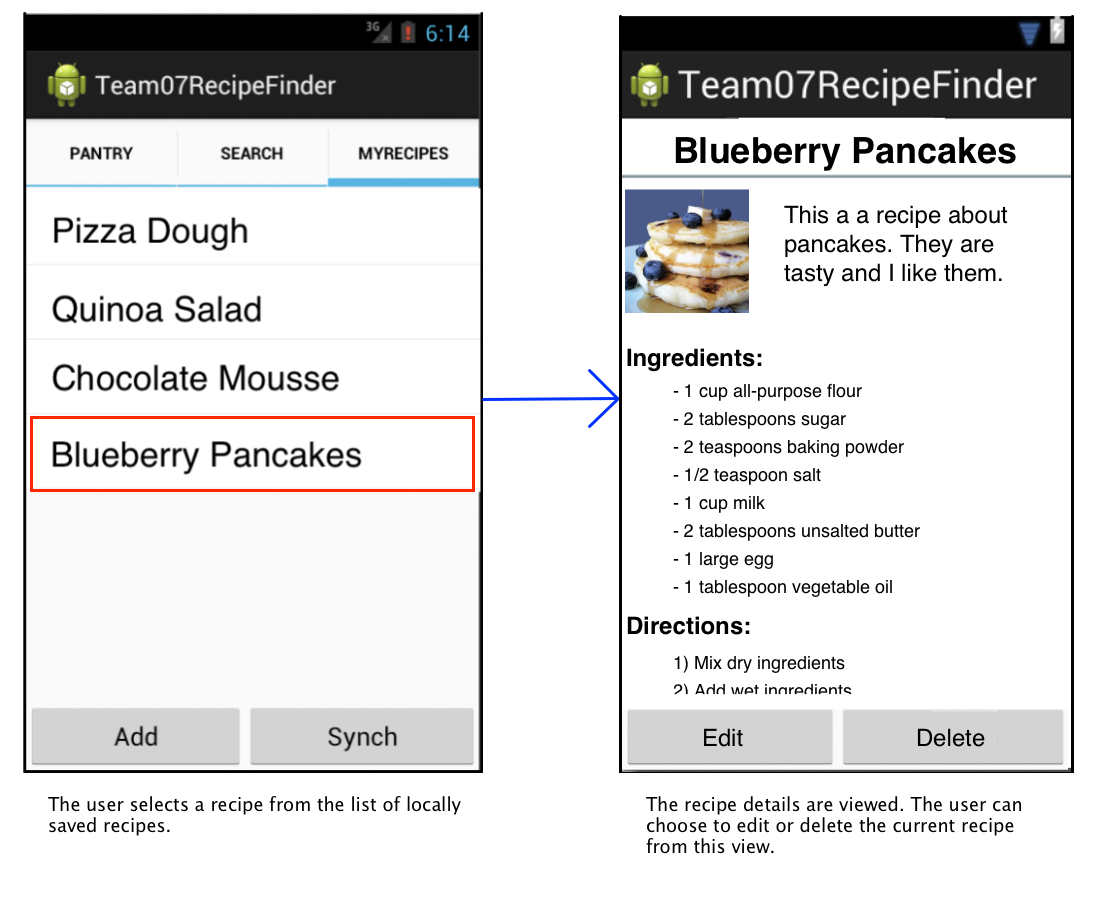 3G
6:14
Team07RecipeFinder
PANTRY SEARCH MYRECIPES
Pizza Dough
Quinoa Salad
Chocolate Mousse
Blueberry Pancakes
Add Synch
The user selects a recipe from the list of locally
saved recipes.
Team07RecipeFinder
Blueberry Pancakes
This a a recipe about
pancakes. They are
tasty and I like them.
Ingredients:
- 1 cup all-purpose flour
- 2 tablespoons sugar
- 2 teaspoons baking powder
- 1/2 teaspoon salt
- 1 cup milk
- 2 tablespoons unsalted butter
- 1 large egg
- 1 tablespoon vegetable oil
Directions:
1) Mix dry ingredients
2) Add wet ingredients
Edit Delete
The recipe details are viewed. The user can
choose to edit or delete the current recipe
from this view.